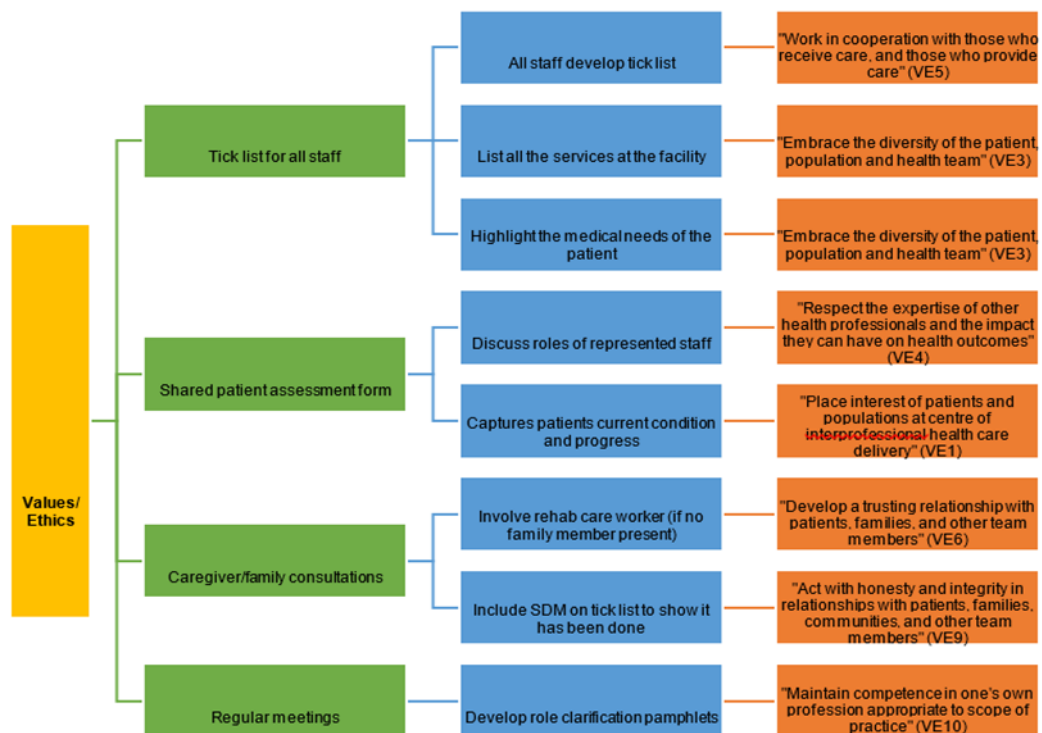 Values/
Ethics
Tick list for all staff
All staff develop tick list
"Work in cooperation with those who
receive care, and those who provide
care" (VE5)
List all the services at the facility
"Embrace the diversity of the patient,
population and health team" (VE3)
Highlight the medical needs of the
patient
"Embrace the diversity of the patient,
population and health team" (VE3)
Shared patient assessment form
Discuss roles of represented staff
"Respect the expertise of other
health professionals and the impact
they can have on health outcomes"
(VE4)
Captures patients current condition
and progress
"Place interest of patients and
populations at centre of
interprofessional health care
delivery" (VE1)
Caregiver/family consultations
Involve rehab care worker (if no
family member present)
"Develop a trusting relationship with
patients, families, and other team
members" (VE6)
Include SDM on tick list to show it
has been done
"Act with honesty and integrity in
relationships with patients, families,
communities, and other team
members" (VE9)
Regular meetings
Develop role clarification pamphlets
"Maintain competence in one's own
profession appropriate to scope of
practice" (VE10)